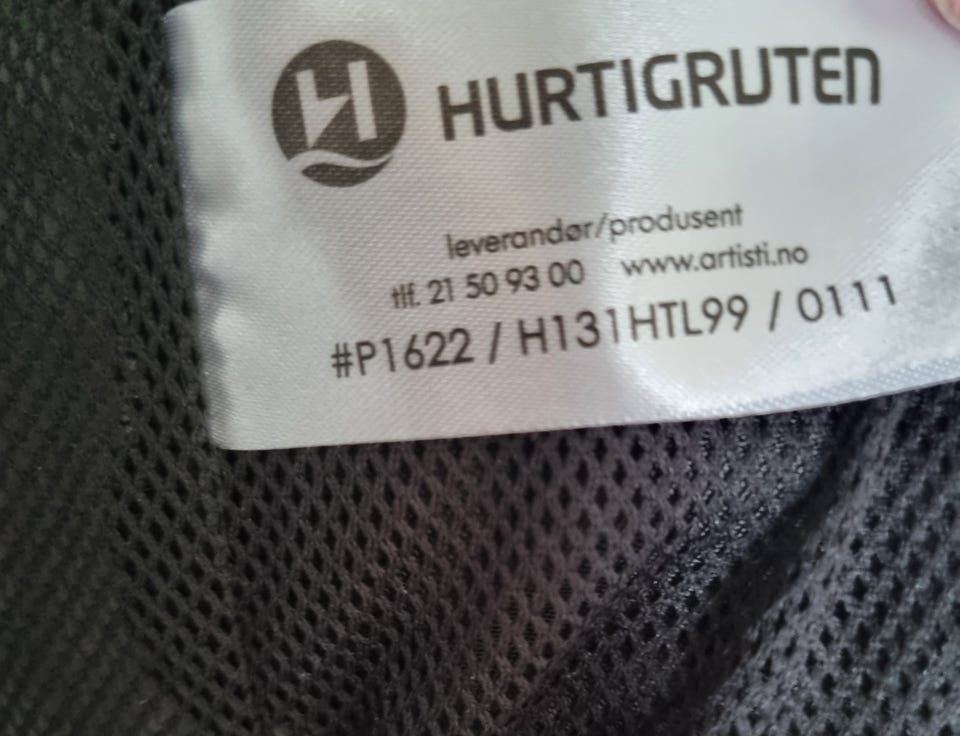 H HURTIGRUTEN
leverandør/produsent
tlf. 21 50 93 00 www.artisti.no
#P1622 / H131HTL99 / 0111